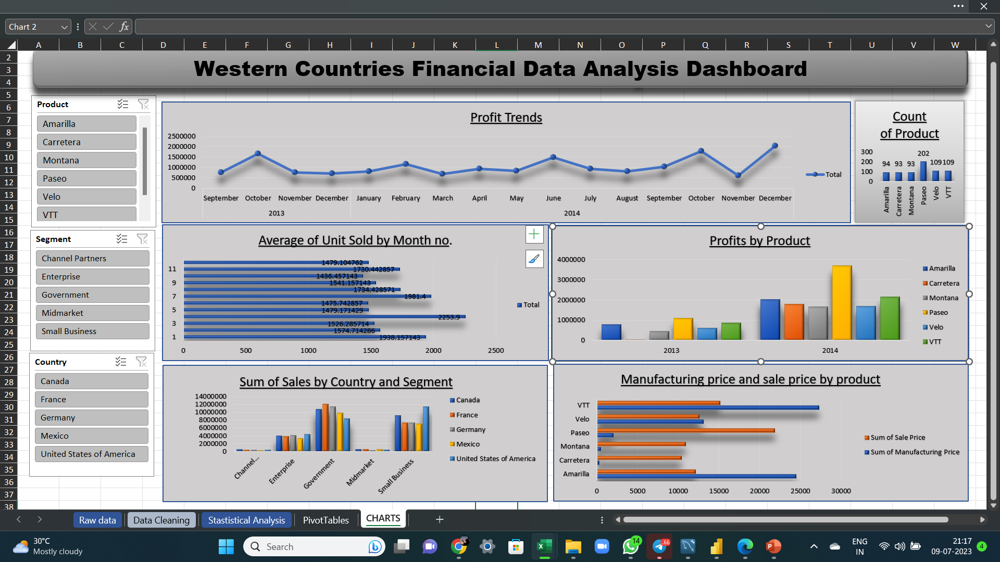 Chart 2
fx
A B C D E F G H I J K L M N O P Q R S T U V W
2
3
4
5
6
7
8
9
10
11
12
13
14
15
16
17
18
19
20
21
22
23
24
25
26
27
28
29
30
31
32
33
34
35
36
37
38
Western Countries Financial Data Analysis Dashboard
Product
Amarilla
Carretera
Montana
Paseo
Velo
VTT
Segment
Channel Partners
Enterprise
Government
Midmarket
Small Business
Country
Canada
France
Germany
Mexico
United States of America
Profit Trends
2500000
2000000
1500000
1000000
500000
0
September October November December January February March April May June July August September October November December
2013 2014
Total
Count
of Product
300
200
100
0
94 93 93 202 109 109
Amarilla
Carretera
Montana
Paseo
Velo
VTT
Average of Unit Sold by Month no.
1479.104762
11 1730.442857
1436.457143
9 1541.157143
1734.428571
7 1981.4
1475.742857
5 1479.171429
2253.9
3 1526.285714
1574.714286
1 1938.157143
0 500 1000 1500 2000 2500
Total
Profits by Product
4000000
3000000
2000000
1000000
0
2013 2014
Amarilla
Carretera
Montana
Paseo
Velo
VTT
Sum of Sales by Country and Segment
14000000
12000000
10000000
8000000
6000000
4000000
2000000
0
Channel...
Enterprise
Government
Midmarket
Small Business
Canada
France
Germany
Mexico
United States of America
Manufacturing price and sale price by product
VTT
Velo
Paseo
Montana
Carretera
Amarilla
0 5000 10000 15000 20000 25000 30000
Sum of Sale Price
Sum of Manufacturing Price
Raw data Data Cleaning Stastistical Analysis PivotTables CHARTS
30°C
Mostly cloudy
Search
14
66
ENG
IN
21:17
09-07-2023
4